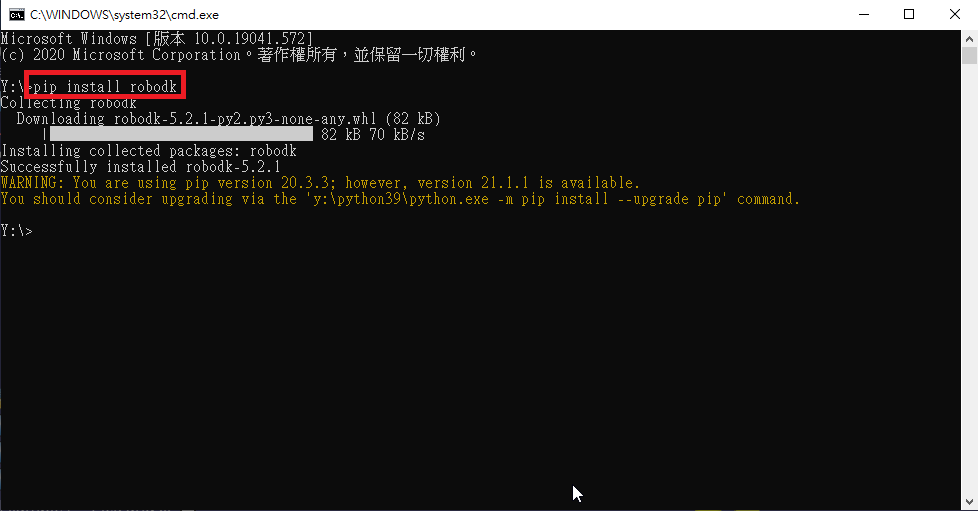 C:\WINDOWS\system32\cmd.exe
Microsoft Windows [版本 10.0.19041.572]
(c) 2020 Microsoft Corporation。著作權所有，並保留一切權利。
Y:\>pip install robodk
Collecting robodk
Downloading robodk-5.2.1-py2.py3-none-any.whl (82 kB)
| 82 kB 70 kB/s
Installing collected packages: robodk
Successfully installed robodk-5.2.1
WARNING: You are using pip version 20.3.3; however, version 21.1.1 is available.
You should consider upgrading via the 'y:\python39\python.exe -m pip install --upgrade pip' command.
Y:\>